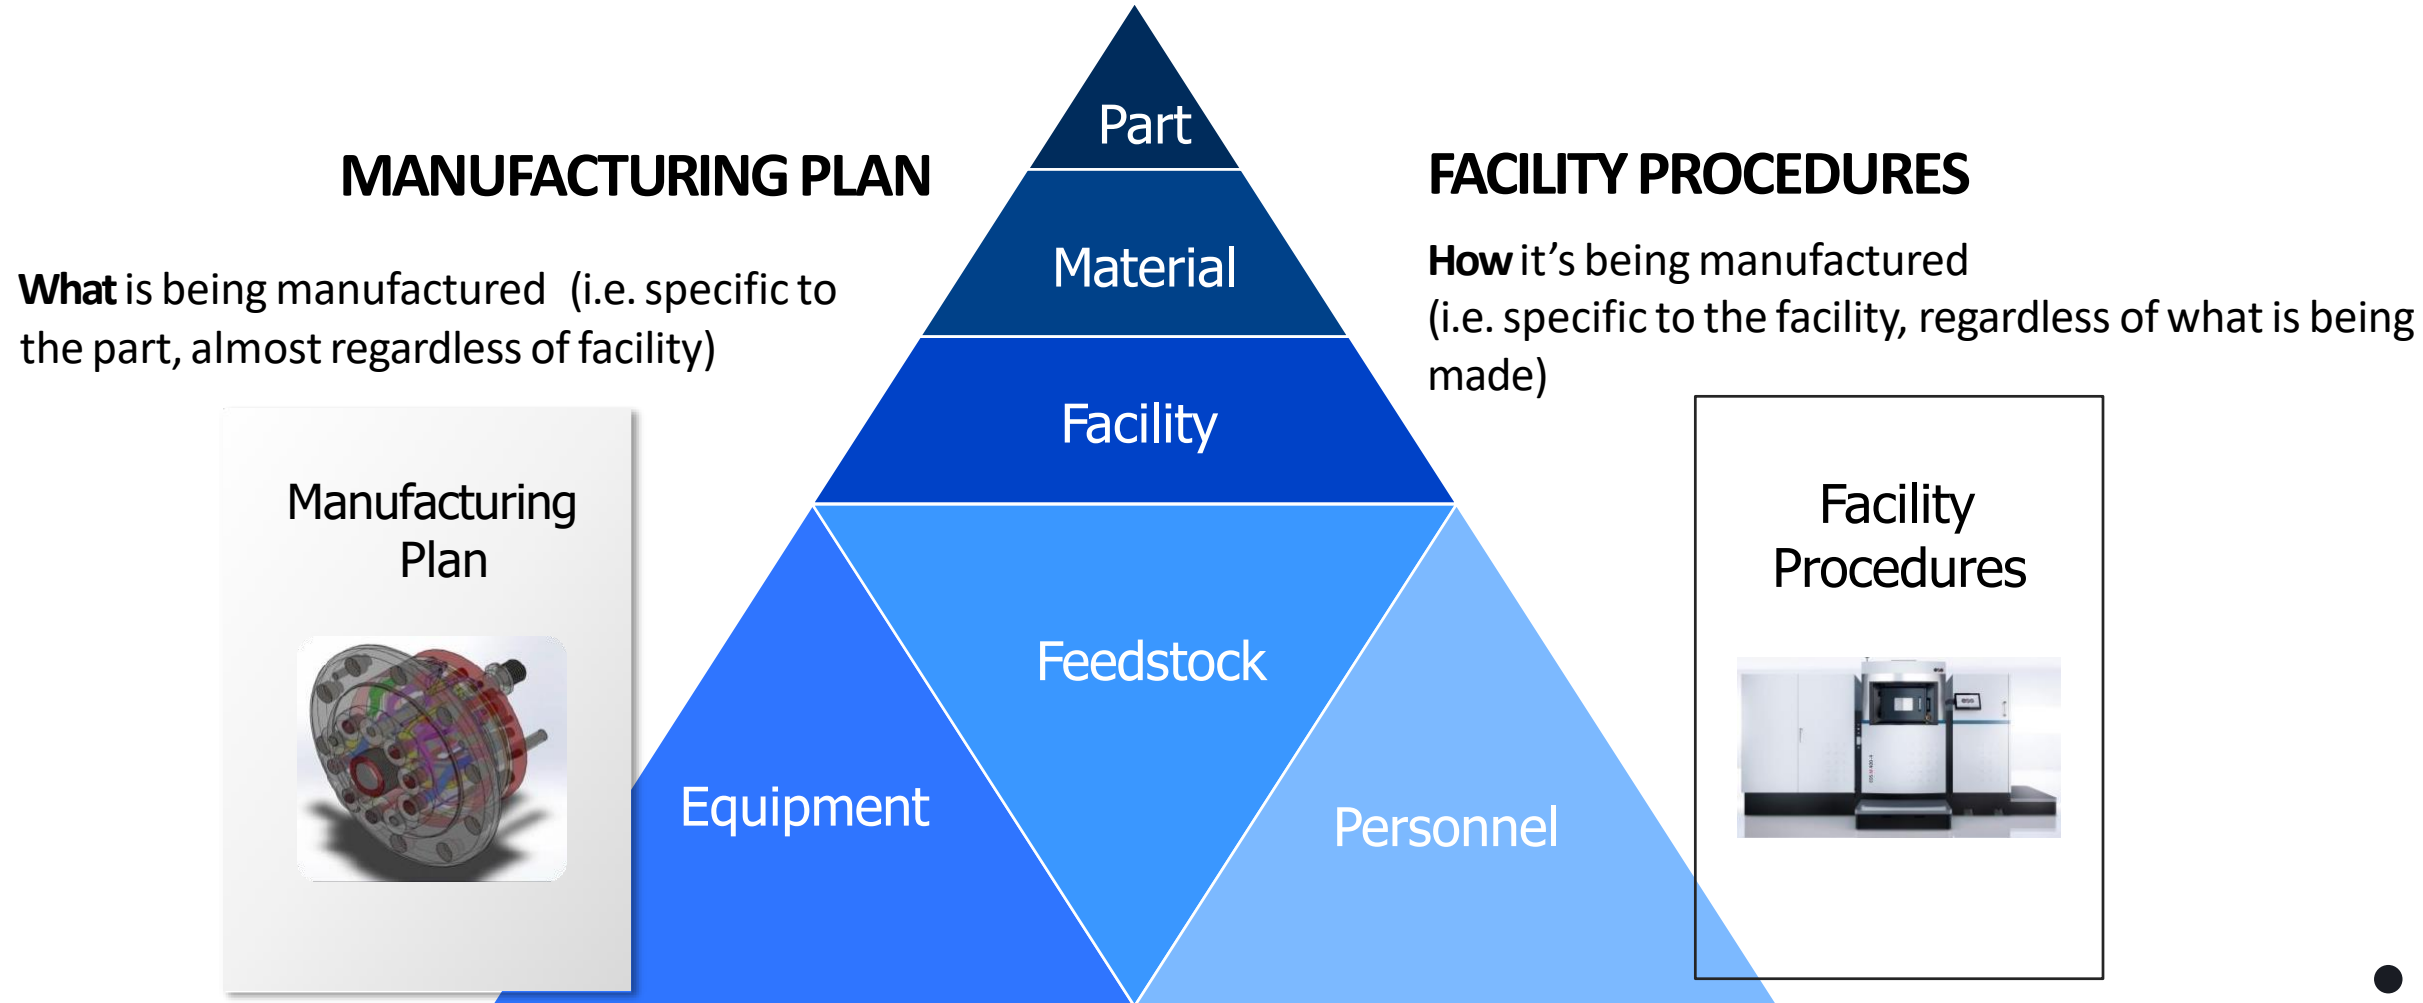 Part
MANUFACTURING PLAN
FACILITY PROCEDURES
What is being manufactured (i.e. specific to
the part, almost regardless of facility)
How it’s being manufactured
(i.e. specific to the facility, regardless of what is being
made)
Material
Facility
Manufacturing
Plan
Facility
Procedures
Feedstock
Equipment
Personnel